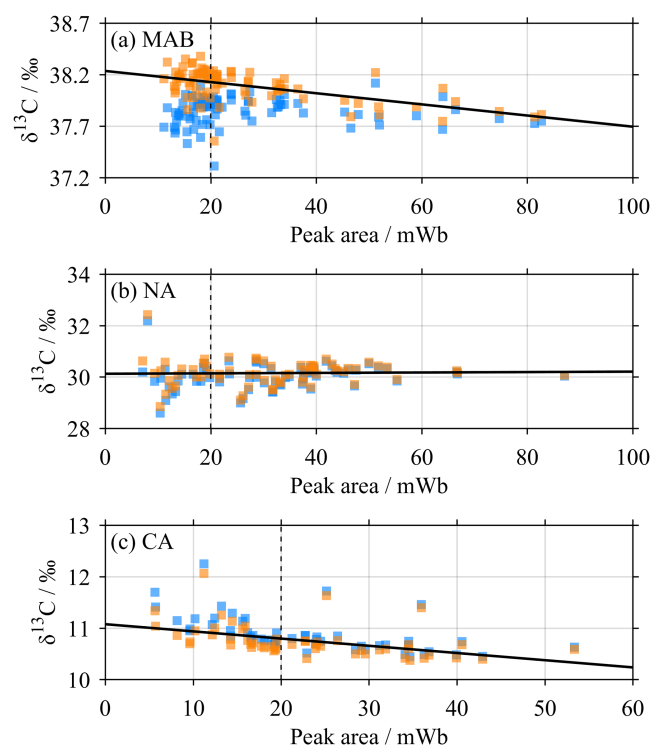 38.7
(a) MAB
38.2
37.7
37.2
δ¹³C / ‰
0 20 40 60 80 100
Peak area / mWb
34
(b) NA
32
30
28
δ¹³C / ‰
0 20 40 60 80 100
Peak area / mWb
13
(c) CA
12
11
10
δ¹³C / ‰
0 10 20 30 40 50 60
Peak area / mWb